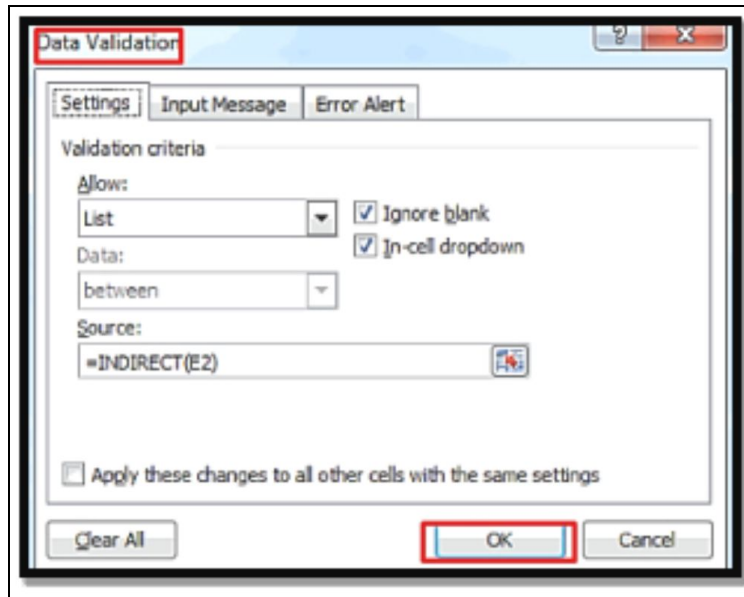 Data Validation
Settings Input Message Error Alert
Validation criteria
Allow:
List
Ignore blank
In-cell dropdown
Data:
between
Source:
=INDIRECT(E2)
Apply these changes to all other cells with the same settings
Clear All OK Cancel